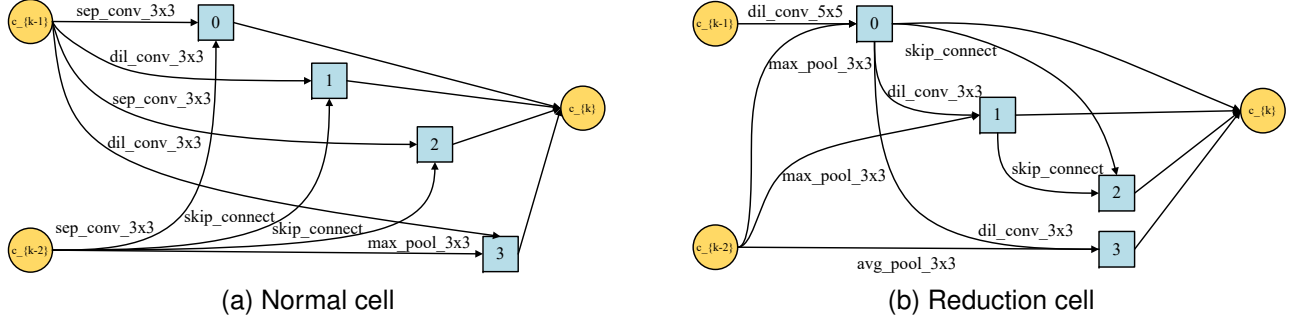 c_{k-1}
sep_conv_3x3
0
dil_conv_3x3
1
sep_conv_3x3
c_{k}
dil_conv_3x3
2
sep_conv_3x3
skip_connect
skip_connect
c_{k-2}
max_pool_3x3
3
(a) Normal cell
c_{k-1}
dil_conv_5x5
0
skip_connect
max_pool_3x3
dil_conv_3x3
1
c_{k}
max_pool_3x3
skip_connect
2
c_{k-2}
dil_conv_3x3
3
avg_pool_3x3
(b) Reduction cell